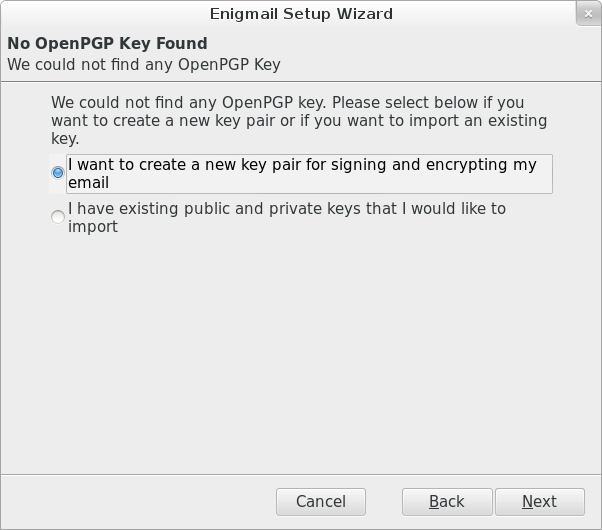 Enigmail Setup Wizard
×
No OpenPGP Key Found
We could not find any OpenPGP Key
We could not find any OpenPGP key. Please select below if you
want to create a new key pair or if you want to import an existing
key.
I want to create a new key pair for signing and encrypting my
email
I have existing public and private keys that I would like to
import
Cancel
Back
Next